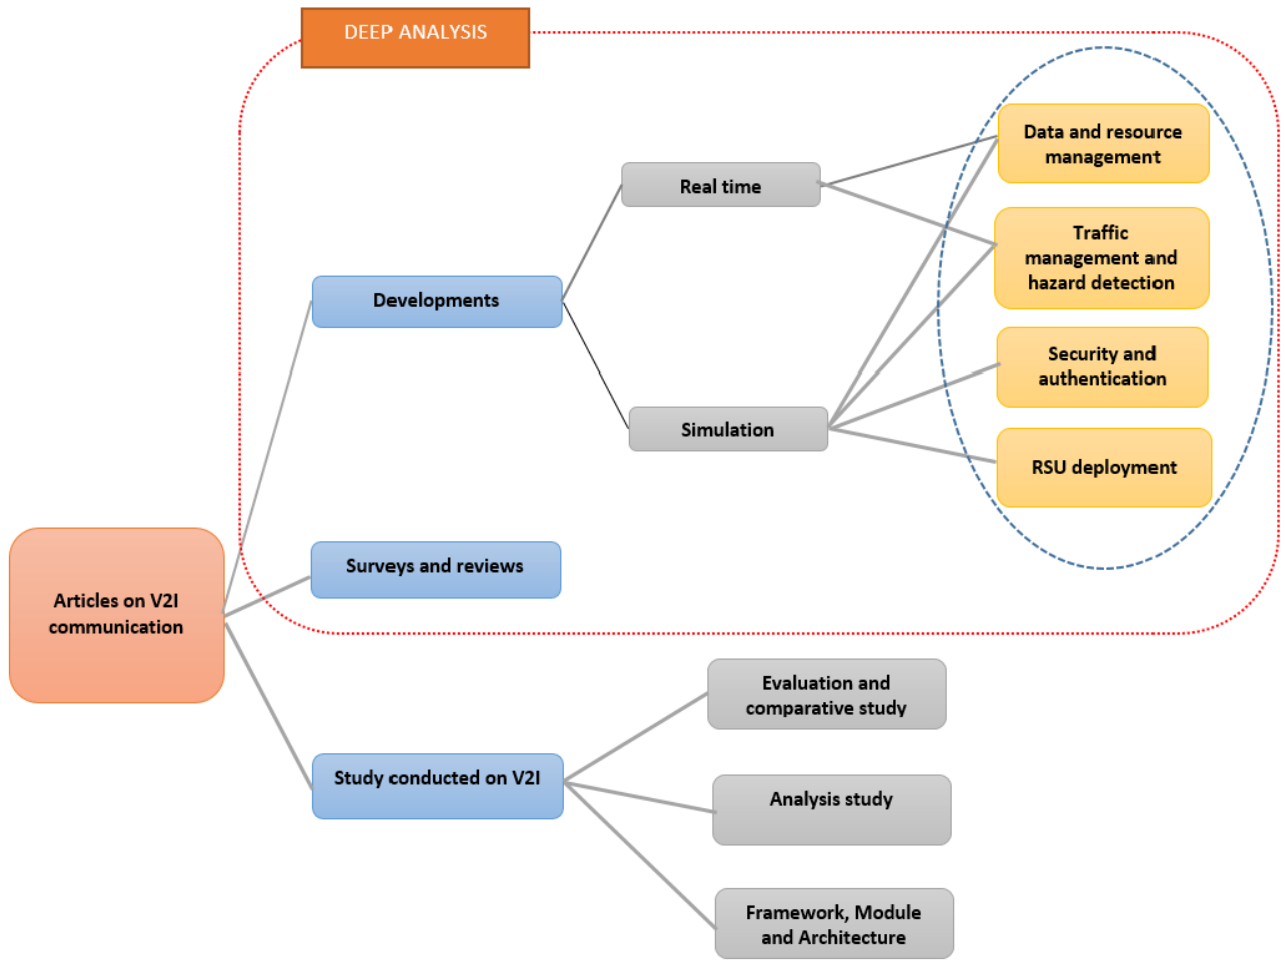 DEEP ANALYSIS
Data and resource
management
Real time
Traffic
management and
hazard detection
Developments
Security and
authentication
Simulation
RSU deployment
Surveys and reviews
Articles on V2I
communication
Evaluation and
comparative study
Study conducted on V2I
Analysis study
Framework, Module
and Architecture